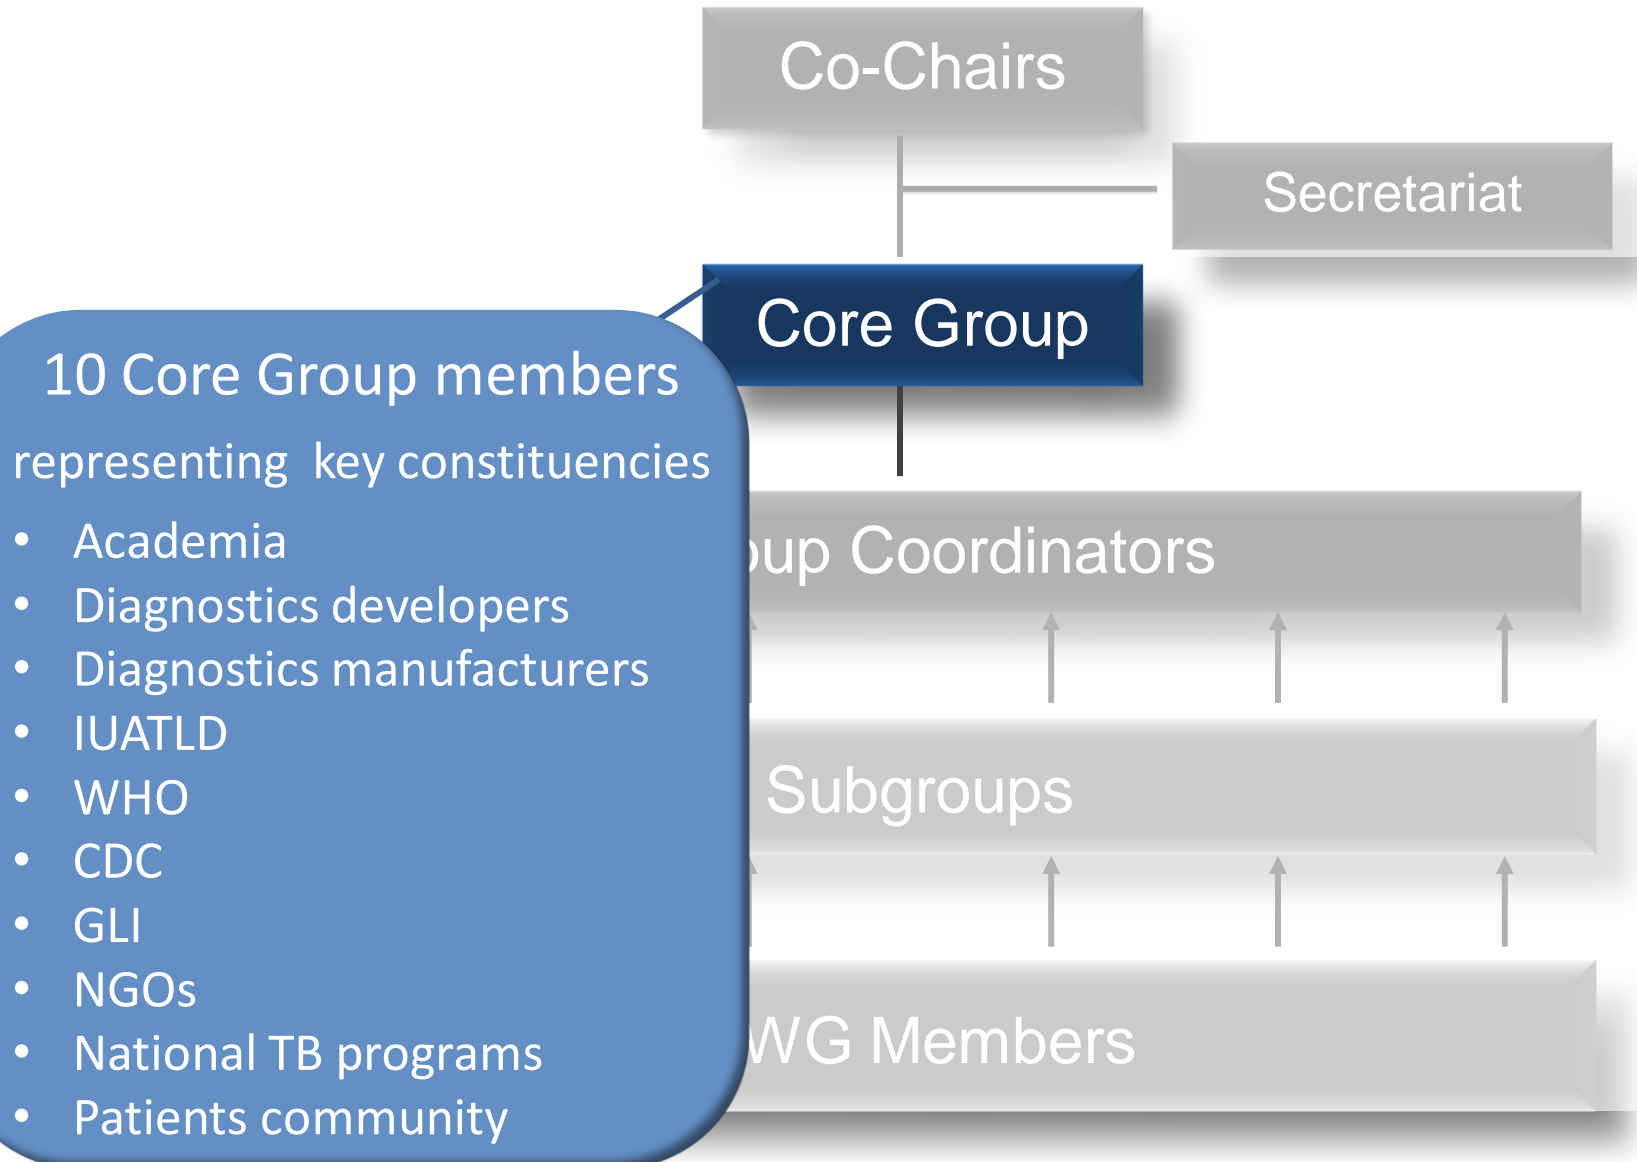 Co-Chairs
Secretariat
Core Group
10 Core Group members
representing key constituencies
• Academia
• Diagnostics developers
• Diagnostics manufacturers
• IUATLD
• WHO
• CDC
• GLI
• NGOs
• National TB programs
• Patients community
Coordinators
Subgroups
WG Members